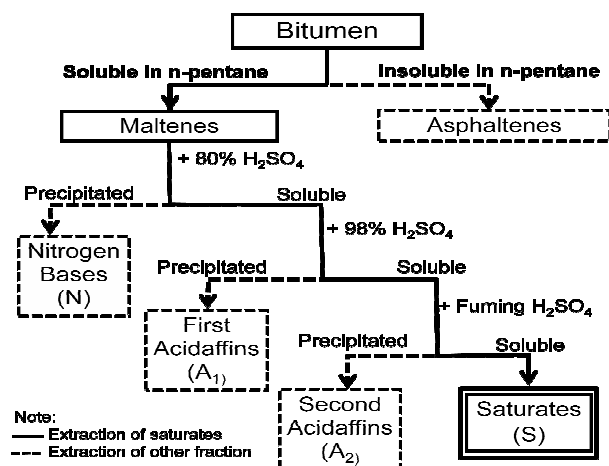 Bitumen
Soluble in n-pentane
Insoluble in n-pentane
Maltenes
Asphaltenes
+ 80% H₂SO₄
Precipitated
Soluble
Nitrogen
Bases
(N)
+ 98% H₂SO₄
Precipitated
Soluble
First
Acidaffins
(A₁)
+ Fuming H₂SO₄
Precipitated
Soluble
Second
Acidaffins
(A₂)
Saturates
(S)
Note:
Extraction of saturates
Extraction of other fraction